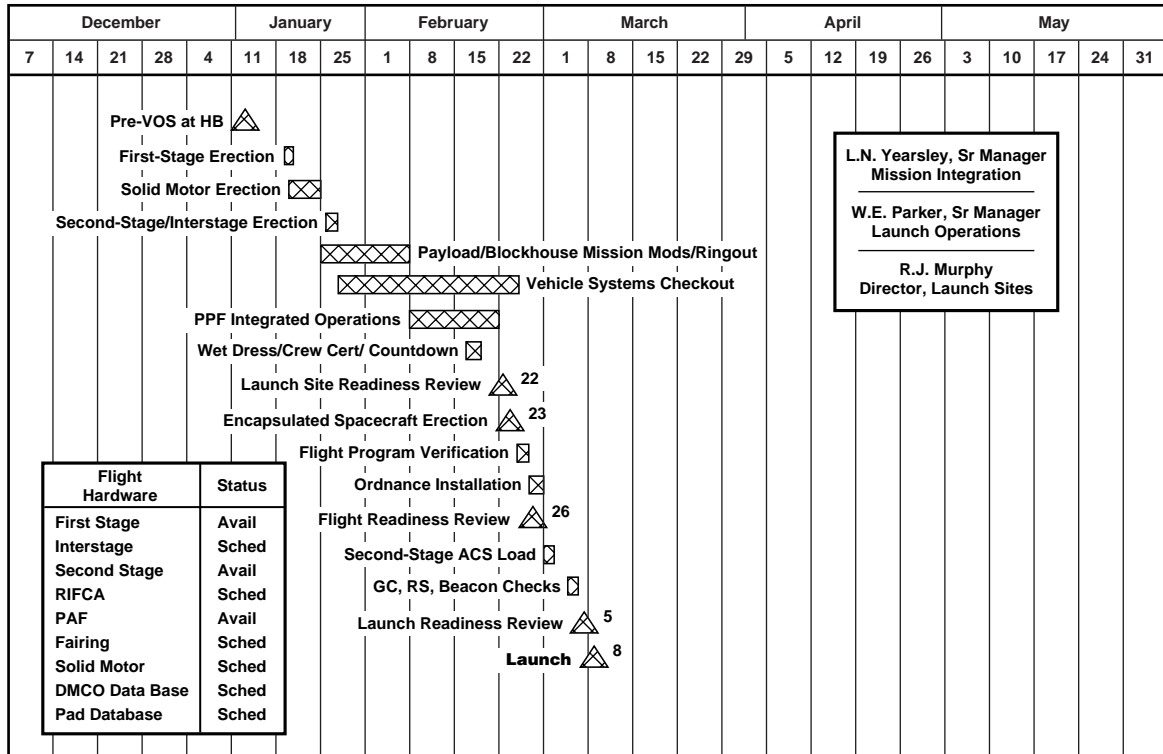 December January February March April May
7 14 21 28 4 11 18 25 1 8 15 22 1 8 15 22 29 5 12 19 26 3 10 17 24 31
Pre-VOS at HB
First-Stage Erection
Solid Motor Erection
Second-Stage/Interstage Erection
Payload/Blockhouse Mission Mods/Ringout
Vehicle Systems Checkout
PPF Integrated Operations
Wet Dress/Crew Cert/ Countdown
Launch Site Readiness Review 22
Encapsulated Spacecraft Erection 23
Flight Program Verification
Ordnance Installation
Flight Readiness Review 26
Second-Stage ACS Load
GC, RS, Beacon Checks
Launch Readiness Review 5
Launch 8
L.N. Yearsley, Sr Manager
Mission Integration
W.E. Parker, Sr Manager
Launch Operations
R.J. Murphy
Director, Launch Sites
Flight
Hardware Status
First Stage Avail
Interstage Sched
Second Stage Avail
RIFCA Sched
PAF Avail
Fairing Sched
Solid Motor Sched
DMCO Data Base Sched
Pad Database Sched